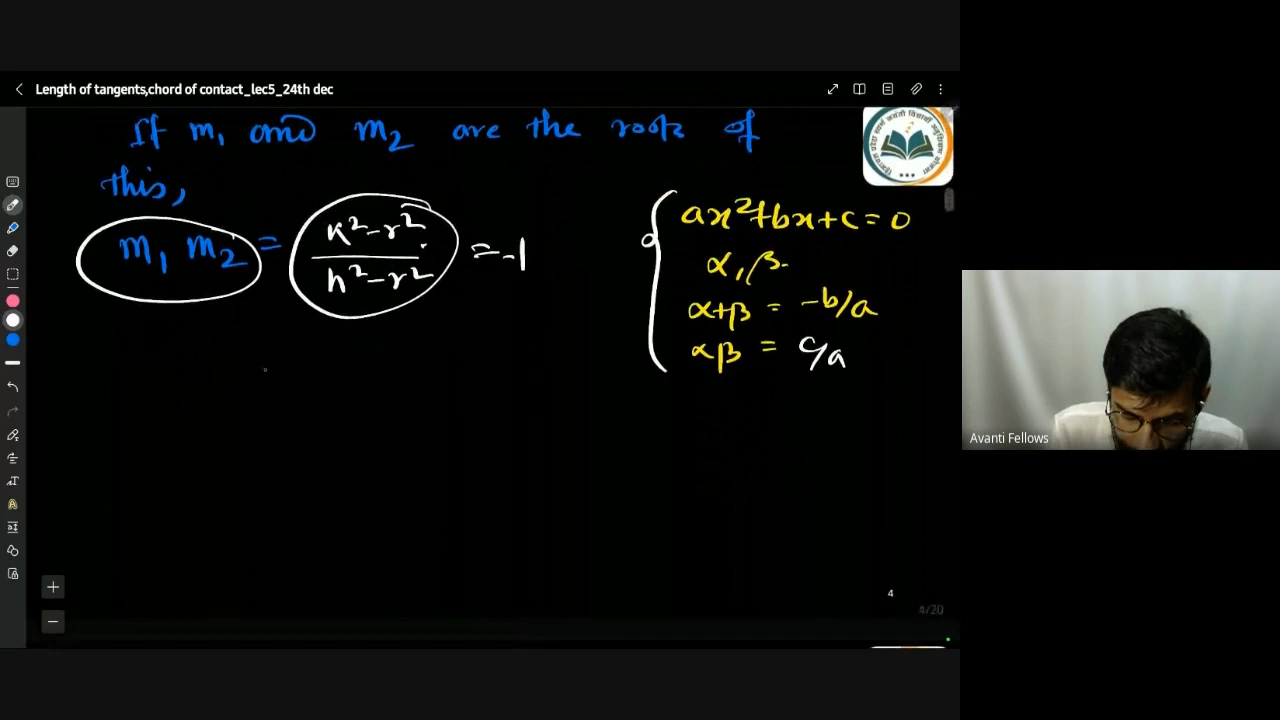 Length of tangents,chord of contact_lec5_24th dec
If m₁ and m₂ are the roots of
this,
m₁ m₂ = k²-r²/h²-r² = -1
ax²+bx+c=0
α, β
α+β = -b/a
αβ = c/a
Avanti Fellows
4
4/20